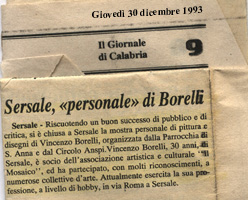 Giovedì 30 dicembre 1993
Il Giornale
di Calabria
9
Sersale, «personale» di Borelli
Sersale - Riscuotendo un buon successo di pubblico e di
critica, si è chiusa a Sersale la mostra personale di pittura e
disegni di Vincenzo Borelli, organizzata dalla Parrocchia di
S. Anna e dal Circolo Anspi. Vincenzo Borelli, 30 anni, di
Sersale, è socio dell'associazione artistica e culturale "Il
Mosaico", ed ha partecipato, con molti riconoscimenti, a
numerose collettive d'arte. Attualmente esercita la sua pro-
fessione, a livello di hobby, in via Roma a Sersale.